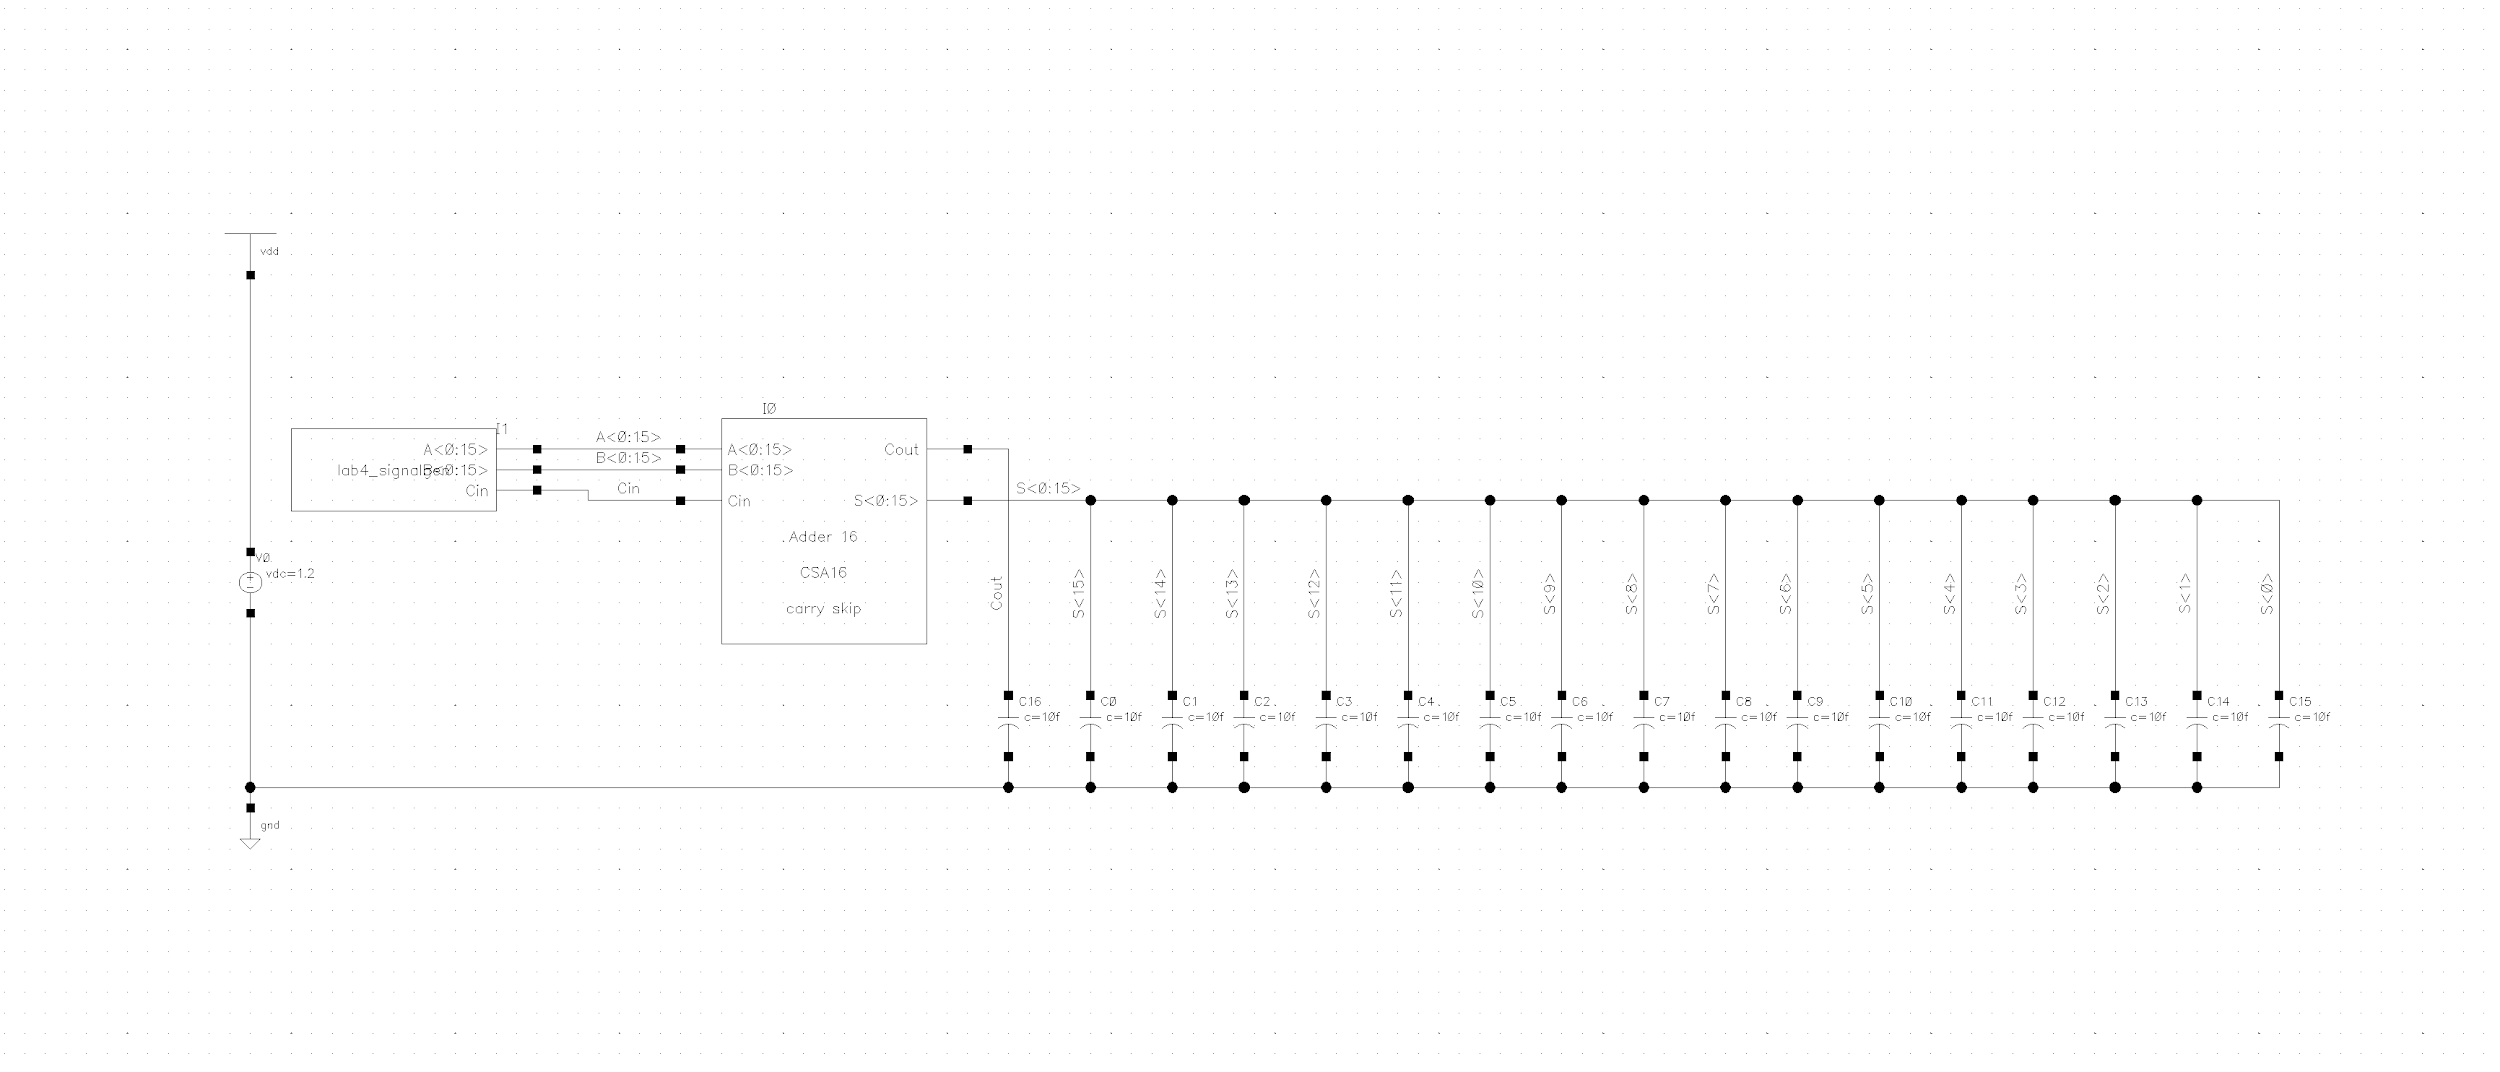 vdd
I0
I1
A<0:15>
B<0:15>
Cin
lab4_signalgen
A<0:15>
B<0:15>
Cin
A<0:15>
B<0:15>
Cin
Cout
S<0:15>
Adder 16
CSA16
carry skip
S<0:15>
V0
vdc=1.2
Cout
S<15>
S<14>
S<13>
S<12>
S<11>
S<10>
S<9>
S<8>
S<7>
S<6>
S<5>
S<4>
S<3>
S<2>
S<1>
S<0>
C16
c=10f
C0
c=10f
C1
c=10f
C2
c=10f
C3
c=10f
C4
c=10f
C5
c=10f
C6
c=10f
C7
c=10f
C8
c=10f
C9
c=10f
C10
c=10f
C11
c=10f
C12
c=10f
C13
c=10f
C14
c=10f
C15
c=10f
gnd